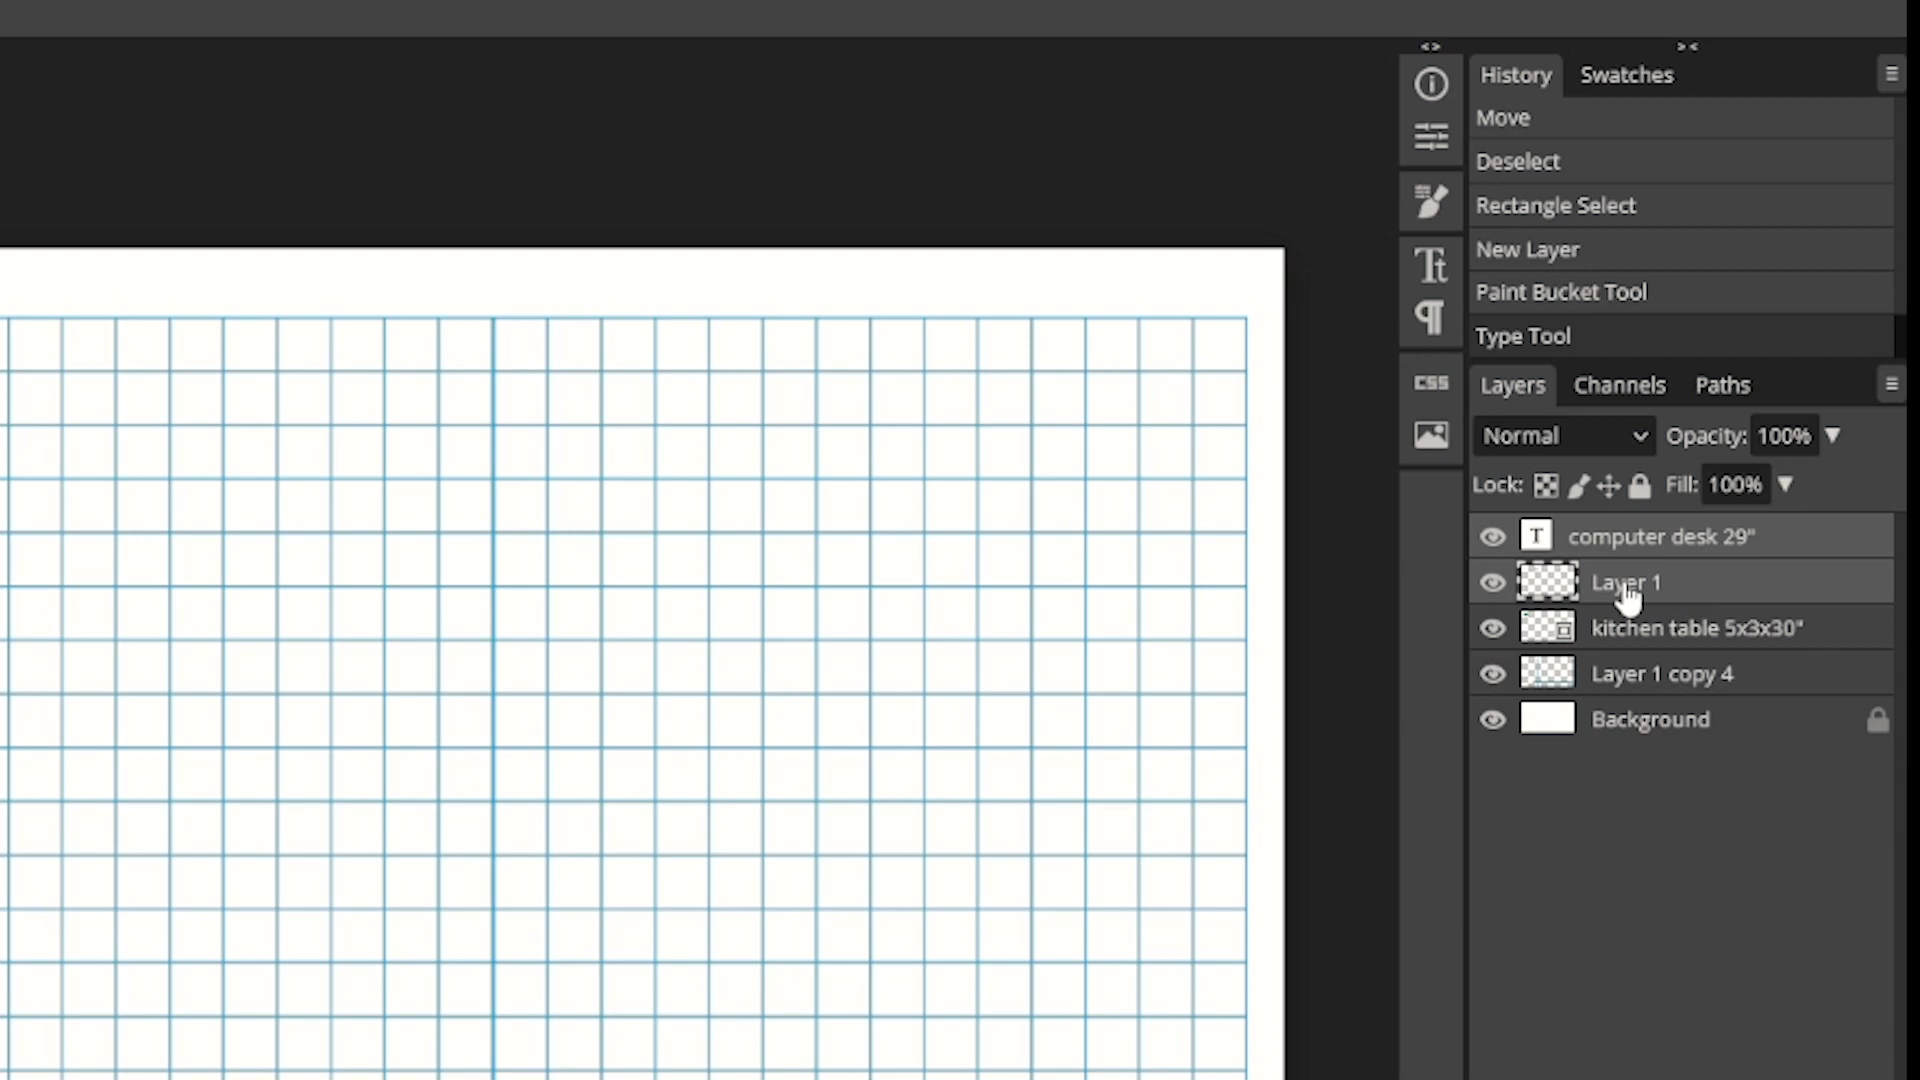 History Swatches
Move
Deselect
Rectangle Select
New Layer
Paint Bucket Tool
Type Tool
CSS
Layers Channels Paths
Normal Opacity: 100%
Lock: Fill: 100%
T computer desk 29"
Layer 1
kitchen table 5x3x30"
Layer 1 copy 4
Background